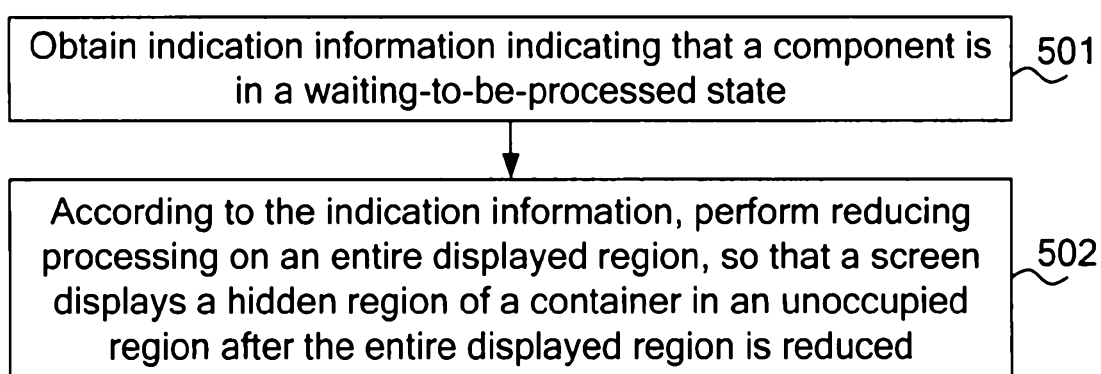 Obtain indication information indicating that a component is
in a waiting-to-be-processed state
501
According to the indication information, perform reducing
processing on an entire displayed region, so that a screen
displays a hidden region of a container in an unoccupied
region after the entire displayed region is reduced
502